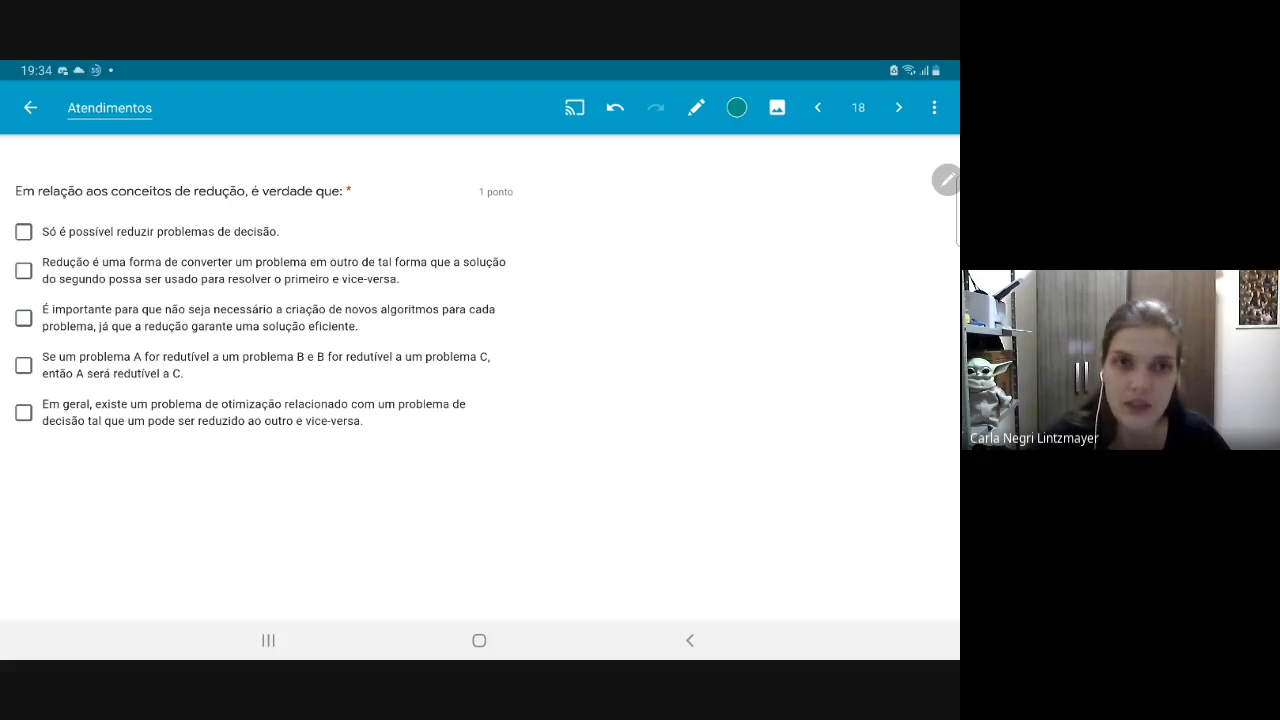 19:34
Atendimentos
18
Em relação aos conceitos de redução, é verdade que: *
1 ponto
Só é possível reduzir problemas de decisão.
Redução é uma forma de converter um problema em outro de tal forma que a solução
do segundo possa ser usado para resolver o primeiro e vice-versa.
É importante para que não seja necessário a criação de novos algoritmos para cada
problema, já que a redução garante uma solução eficiente.
Se um problema A for redutível a um problema B e B for redutível a um problema C,
então A será redutível a C.
Em geral, existe um problema de otimização relacionado com um problema de
decisão tal que um pode ser reduzido ao outro e vice-versa.
Carla Negri Lintzmayer